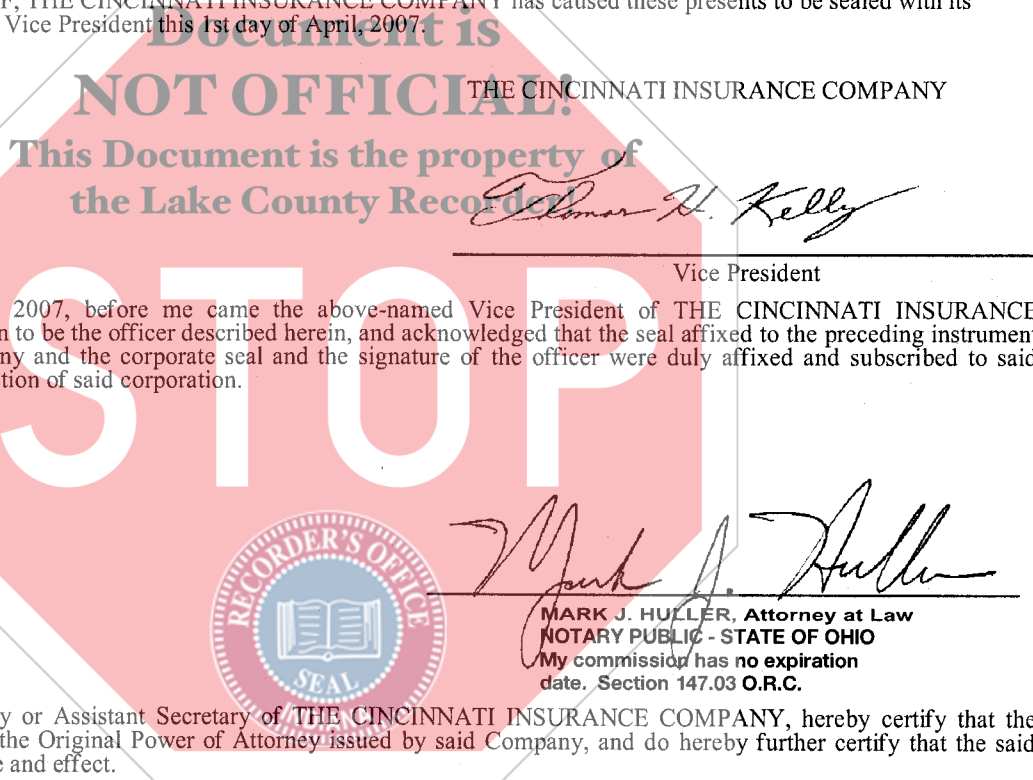 F, THE CINCINNATI INSURANCE COMPANY has caused these presents to be sealed with its
Vice President this 1st day of April, 2007.
Document is
NOT OFFICIAL!
This Document is the property of
the Lake County Recorder!
THE CINCINNATI INSURANCE COMPANY
H. Kelly
Vice President
STOP
2007, before me came the above-named Vice President of THE CINCINNATI INSURANCE
n to be the officer described herein, and acknowledged that the seal affixed to the preceding instrument
ny and the corporate seal and the signature of the officer were duly affixed and subscribed to said
tion of said corporation.
Mark J. Huller
MARK J. HULLER, Attorney at Law
NOTARY PUBLIC - STATE OF OHIO
My commission has no expiration
date. Section 147.03 O.R.C.
RECORDER'S OFFICE
SEAL
y or Assistant Secretary of THE CINCINNATI INSURANCE COMPANY, hereby certify that the
the Original Power of Attorney issued by said Company, and do hereby further certify that the said
e and effect.